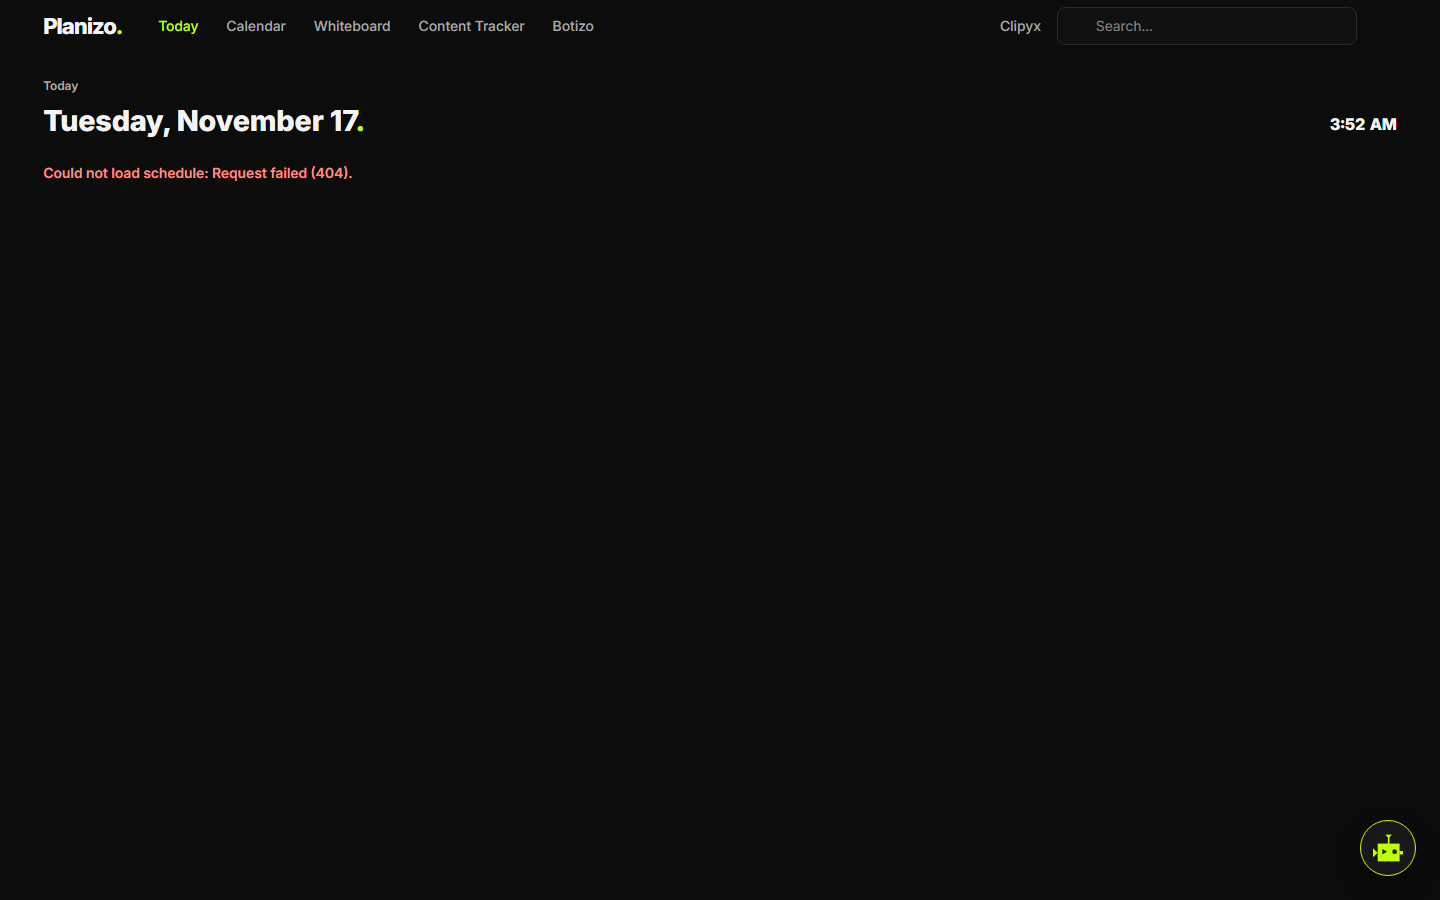 Planizo. Today Calendar Whiteboard Content Tracker Botizo Clipyx Search...
Today
Tuesday, November 17.
3:52 AM
Could not load schedule: Request failed (404).